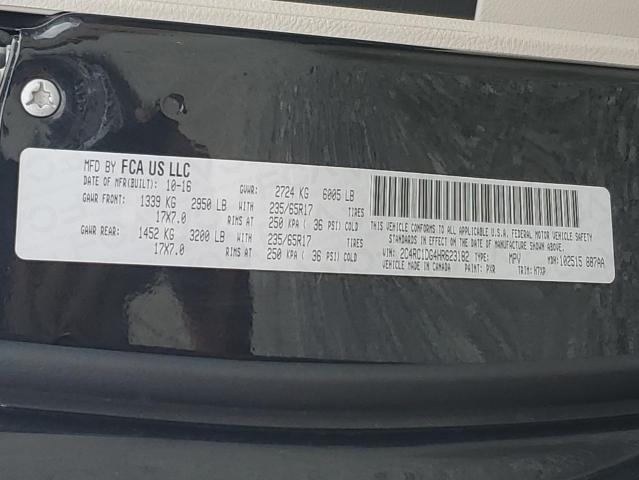 MFD BY FCA US LLC
DATE OF MFR(BUILT): 10-16 GVWR: 2724 KG 6005 LB
GAWR FRONT: 1339 KG 2950 LB WITH 235/65R17 TIRES
17X7.0 RIMS AT 250 KPA ( 36 PSI) COLD
GAWR REAR: 1452 KG 3200 LB WITH 235/65R17 TIRES
17X7.0 RIMS AT 250 KPA ( 36 PSI) COLD
THIS VEHICLE CONFORMS TO ALL APPLICABLE U.S.A. FEDERAL MOTOR VEHICLE SAFETY
STANDARDS IN EFFECT ON THE DATE OF MANUFACTURE SHOWN ABOVE.
VIN: 2C4RC1DG4HR623182 TYPE: MPV MDH:102515 887AA
VEHICLE MADE IN CANADA PAINT: PXR TRIM: H7XP